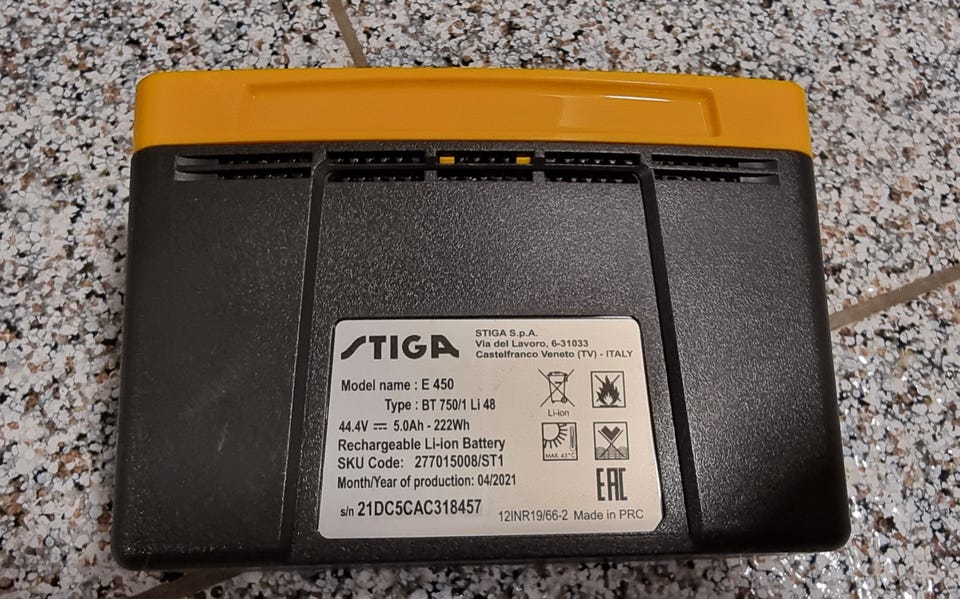 STIGA
STIGA S.p.A.
Via del Lavoro, 6-31033
Castelfranco Veneto (TV) - ITALY
Model name : E 450
Type : BT 750/1 Li 48
44.4V ⎓ 5.0Ah - 222Wh
Rechargeable Li-ion Battery
SKU Code: 277015008/ST1
Month/Year of production: 04/2021
s/n 21DC5CAC318457
Li-ion
MAX. 43°C
EAC
12INR19/66-2 Made in PRC